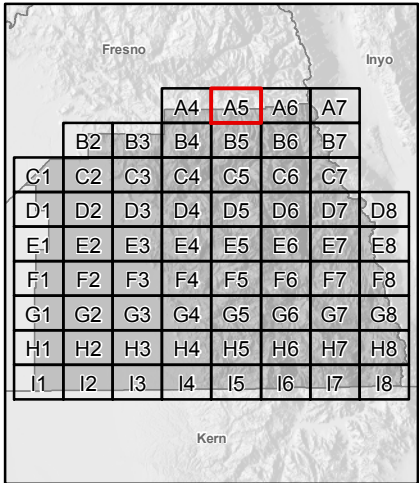 Fresno
Inyo
A4 A5 A6 A7
B2 B3 B4 B5 B6 B7
C1 C2 C3 C4 C5 C6 C7
D1 D2 D3 D4 D5 D6 D7 D8
E1 E2 E3 E4 E5 E6 E7 E8
F1 F2 F3 F4 F5 F6 F7 F8
G1 G2 G3 G4 G5 G6 G7 G8
H1 H2 H3 H4 H5 H6 H7 H8
I1 I2 I3 I4 I5 I6 I7 I8
Kern